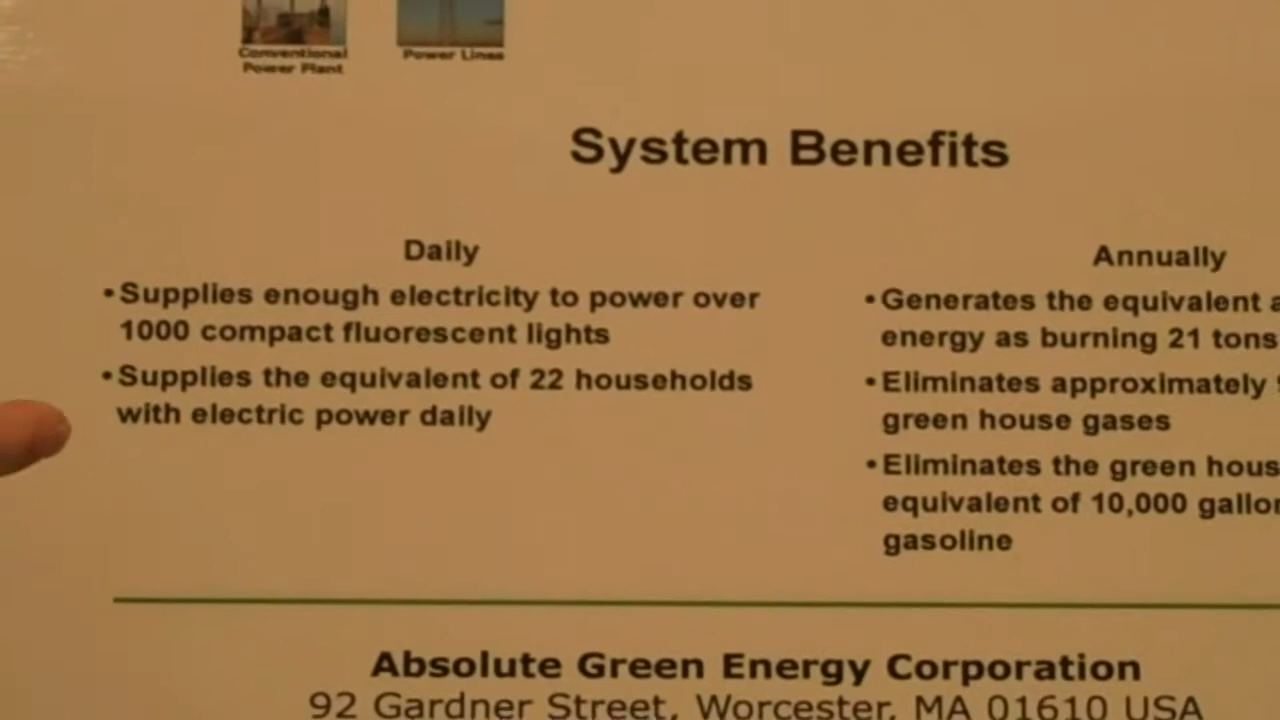 Conventional
Power Plant
Power Lines
System Benefits
Daily
•Supplies enough electricity to power over
1000 compact fluorescent lights
•Supplies the equivalent of 22 households
with electric power daily
Annually
•Generates the equivalent
energy as burning 21 tons
•Eliminates approximately
green house gases
•Eliminates the green
equivalent of 10,000
gasoline
Absolute Green Energy Corporation
92 Gardner Street, Worcester, MA 01610 USA